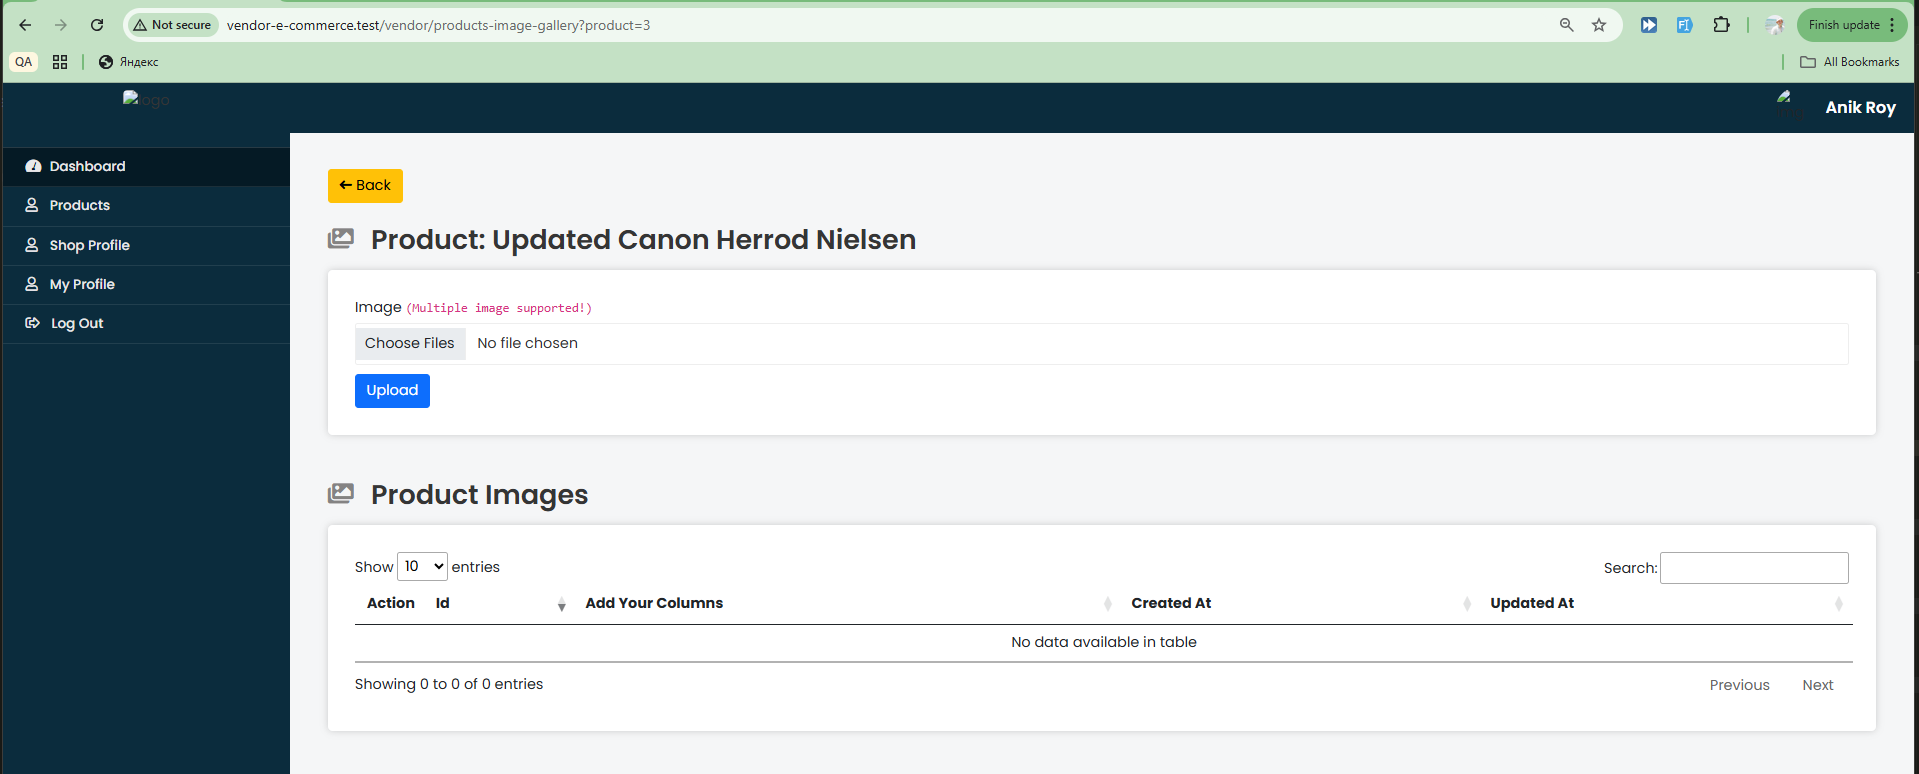 Not secure
vendor-e-commerce.test/vendor/products-image-gallery?product=3
Finish update
QA
Яндекс
All Bookmarks
logo
Anik Roy
Dashboard
Products
Shop Profile
My Profile
Log Out
Back
Product: Updated Canon Herrod Nielsen
Image (Multiple image supported!)
Choose Files No file chosen
Upload
Product Images
Show 10 entries
Search:
Action Id Add Your Columns Created At Updated At
No data available in table
Showing 0 to 0 of 0 entries
Previous Next